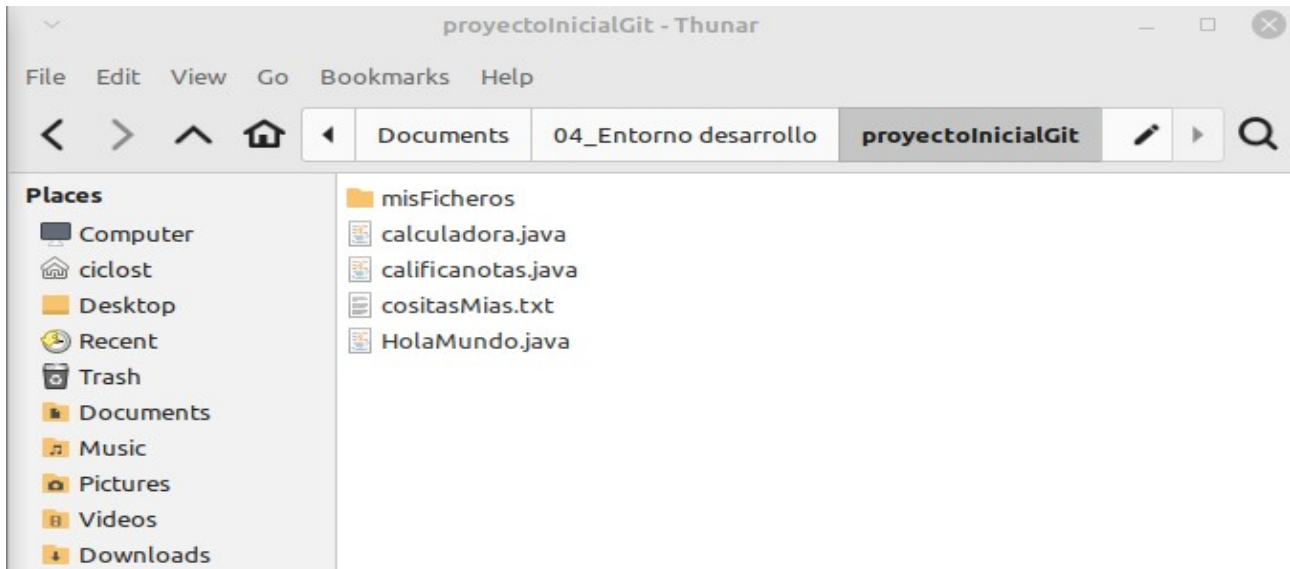 proyectoInicialGit - Thunar
File Edit View Go Bookmarks Help
Documents 04_Entorno desarrollo proyectoInicialGit
Places
Computer
ciclost
Desktop
Recent
Trash
Documents
Music
Pictures
Videos
Downloads
misFicheros
calculadora.java
calificanotas.java
cositasMias.txt
HolaMundo.java